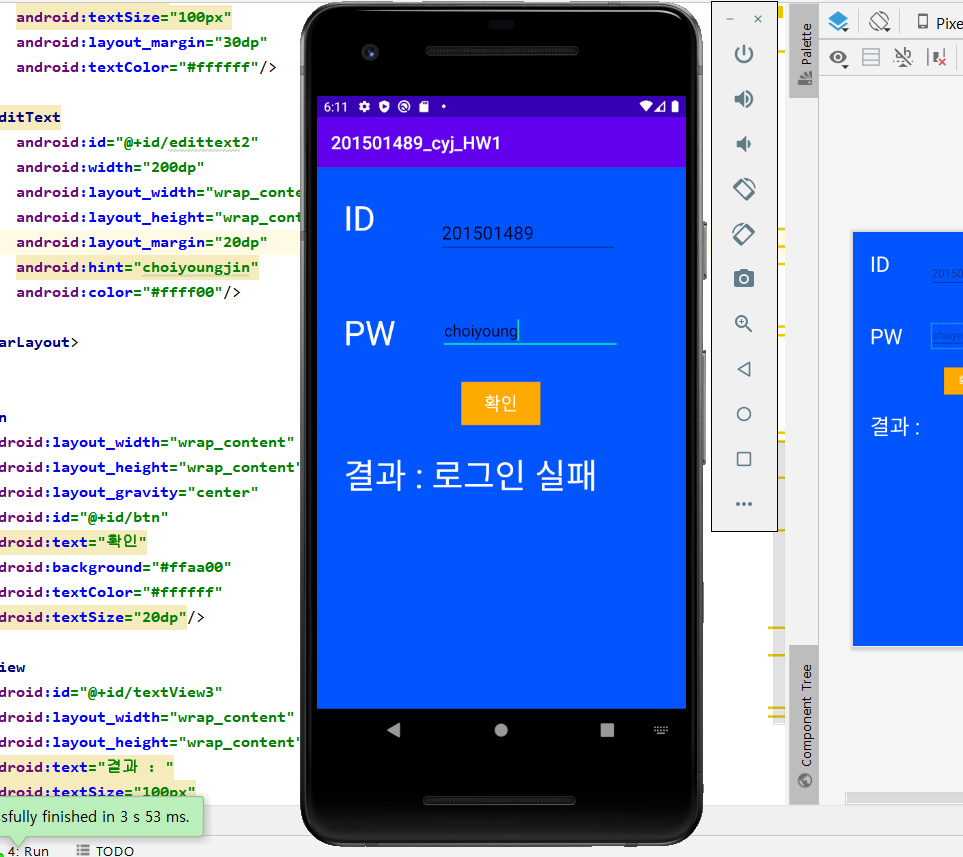 android:textSize="100px"
android:layout_margin="30dp"
android:textColor="#ffffff"/>
ditText
android:id="@+id/edittext2"
android:width="200dp"
android:layout_width="wrap_conte
android:layout_height="wrap_cont
android:layout_margin="20dp"
android:hint="choiyoungjin"
android:color="#ffff00"/>
arLayout>
n
droid:layout_width="wrap_content"
droid:layout_height="wrap_content"
droid:layout_gravity="center"
droid:id="@+id/btn"
droid:text="확인"
droid:background="#ffaa00"
droid:textColor="#ffffff"
droid:textSize="20dp"/>
iew
droid:id="@+id/textView3"
droid:layout_width="wrap_content"
droid:layout_height="wrap_content"
droid:text="결과 : "
droid:textSize="100px"
sfully finished in 3 s 53 ms.
4: Run
TODO
6:11
201501489_cyj_HW1
ID
201501489
PW
choiyoung
확인
결과 : 로그인 실패
Palette
Component Tree
Pixe
ID
20150
PW
choiyo
결과 :